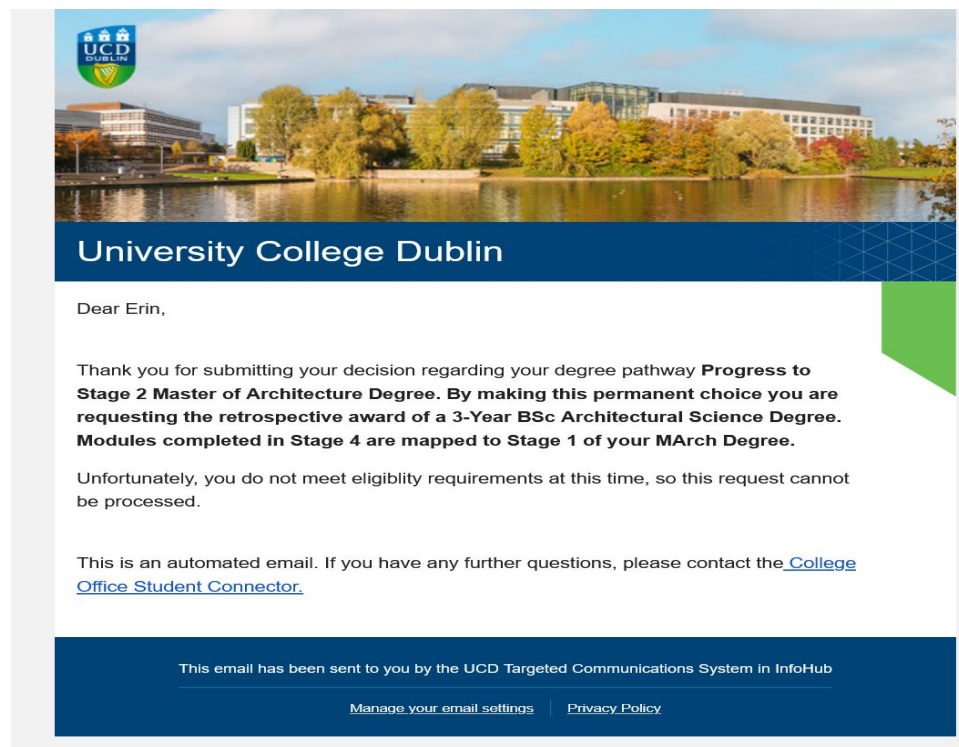 UCD
DUBLIN
University College Dublin
Dear Erin,
Thank you for submitting your decision regarding your degree pathway Progress to
Stage 2 Master of Architecture Degree. By making this permanent choice you are
requesting the retrospective award of a 3-Year BSc Architectural Science Degree.
Modules completed in Stage 4 are mapped to Stage 1 of your MArch Degree.
Unfortunately, you do not meet eligiblity requirements at this time, so this request cannot
be processed.
This is an automated email. If you have any further questions, please contact the College
Office Student Connector.
This email has been sent to you by the UCD Targeted Communications System in InfoHub
Manage your email settings | Privacy Policy